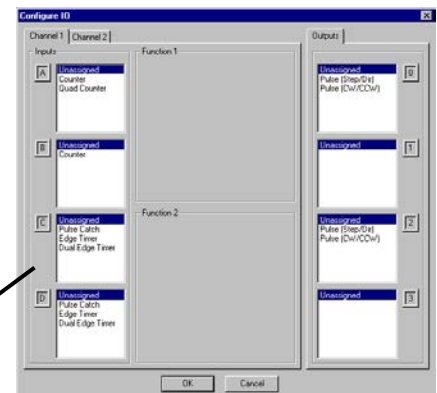 Configure IO
Channel 1
Channel 2
Inputs
Function 1
Outputs
A
Unassigned
Counter
Quad Counter
Unassigned
Pulse (Step/Dir)
Pulse (CW/CCW)
0
B
Unassigned
Counter
Unassigned
1
Function 2
C
Unassigned
Pulse Catch
Edge Timer
Dual Edge Timer
Unassigned
Pulse (Step/Dir)
Pulse (CW/CCW)
2
D
Unassigned
Pulse Catch
Edge Timer
Dual Edge Timer
Unassigned
3
OK
Cancel